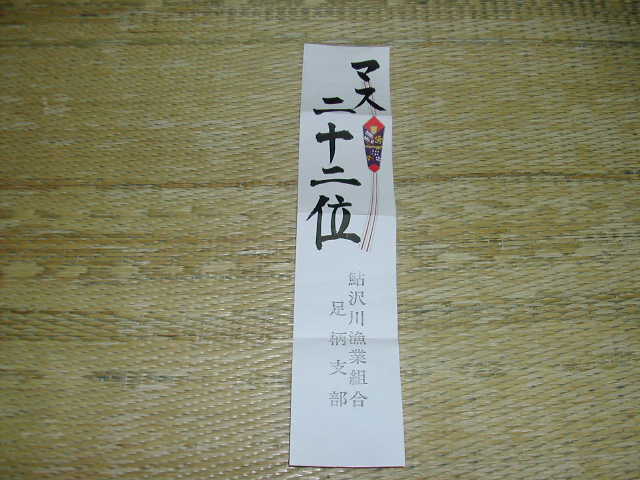 マス
二十二位
鮎沢川漁業組合
足柄支部